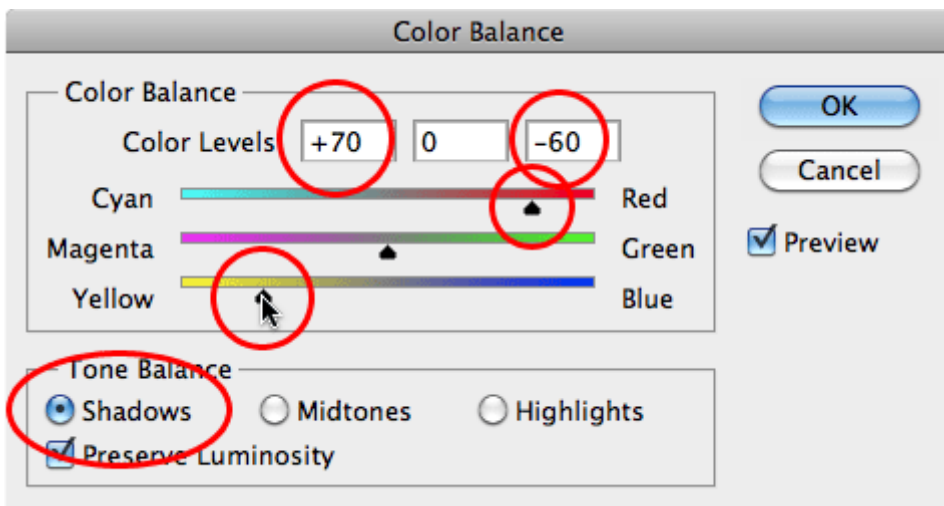 Color Balance
Color Balance
OK
Color Levels +70 0 -60
Cancel
Cyan Red
Magenta Green
Preview
Yellow Blue
Tone Balance
Shadows Midtones Highlights
Preserve Luminosity